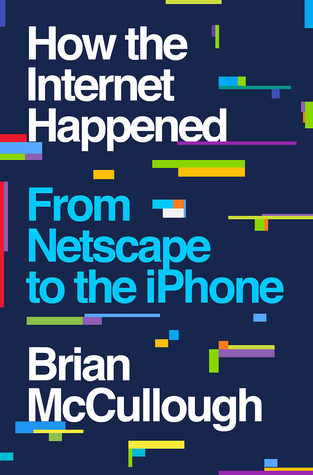 How the
Internet
Happened
From
Netscape
to the iPhone
Brian
McCullough